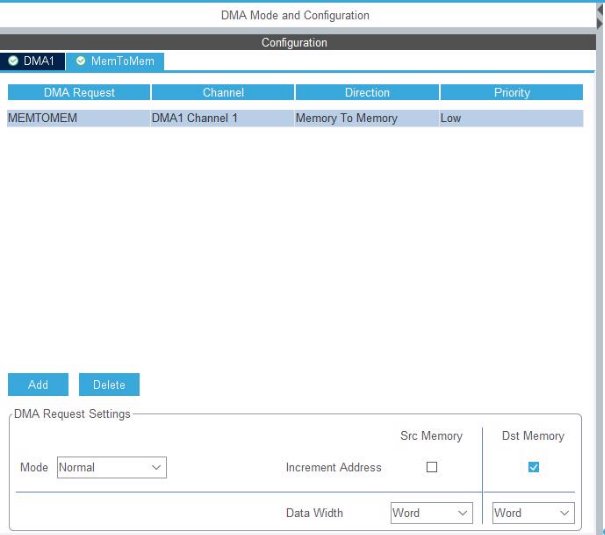 DMA Mode and Configuration
Configuration
DMA1 MemToMem
DMA Request Channel Direction Priority
MEMTOMEM DMA1 Channel 1 Memory To Memory Low
Add Delete
DMA Request Settings
Src Memory Dst Memory
Mode Normal Increment Address
Data Width Word Word